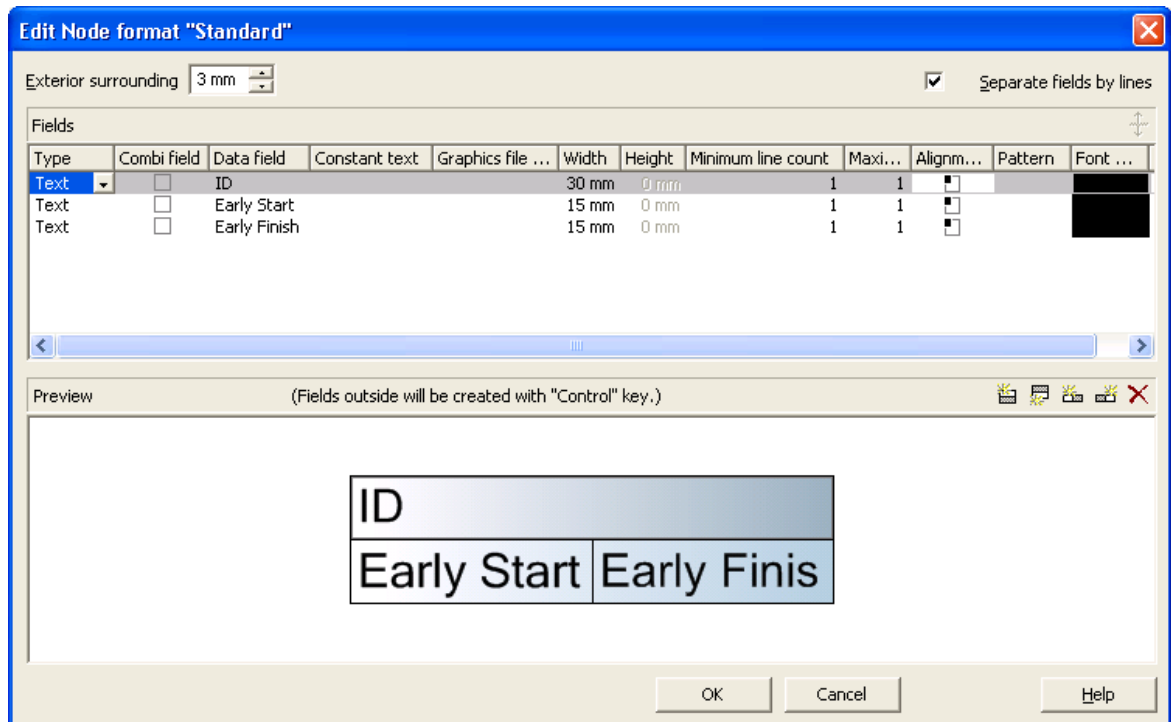 Edit Node format "Standard"
Exterior surrounding 3 mm Separate fields by lines
Fields
Type Combi field Data field Constant text Graphics file ... Width Height Minimum line count Maxi... Alignm... Pattern Font ...
Text ID 30 mm 0 mm 1 1
Text Early Start 15 mm 0 mm 1 1
Text Early Finish 15 mm 0 mm 1 1
Preview (Fields outside will be created with "Control" key.)
ID
Early Start Early Finis
OK Cancel Help